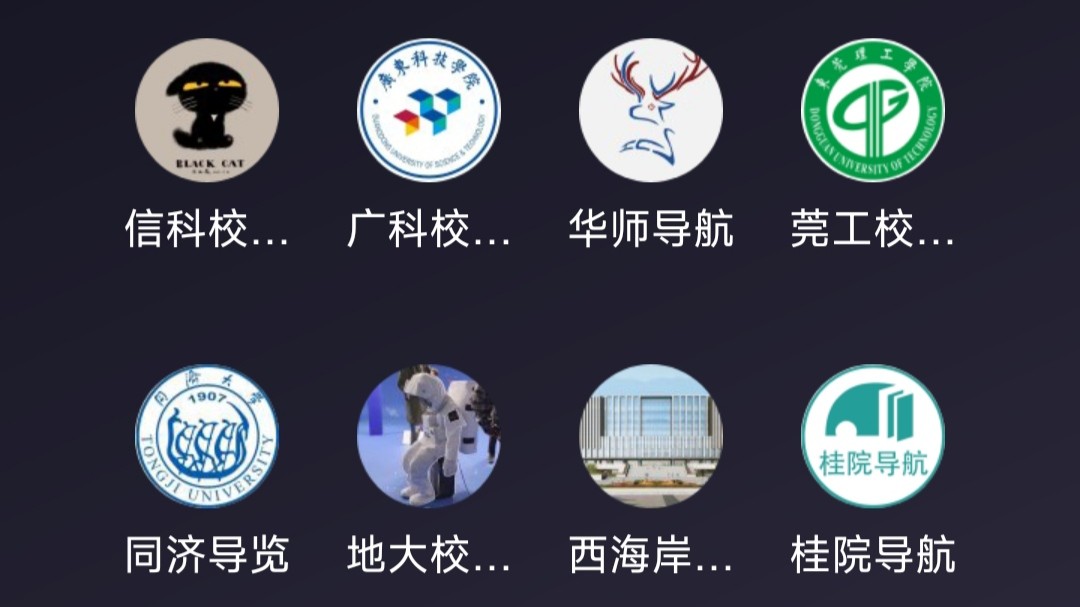 BLACK CAT
廣東科技學院
GUANGDONG UNIVERSITY OF SCIENCE & TECHNOLOGY
東莞理工學院
DONGGUAN UNIVERSITY OF TECHNOLOGY
信科校...
广科校...
华师导航
莞工校...
同濟大學
1907
TONGJI UNIVERSITY
桂院导航
同济导览
地大校...
西海岸...
桂院导航